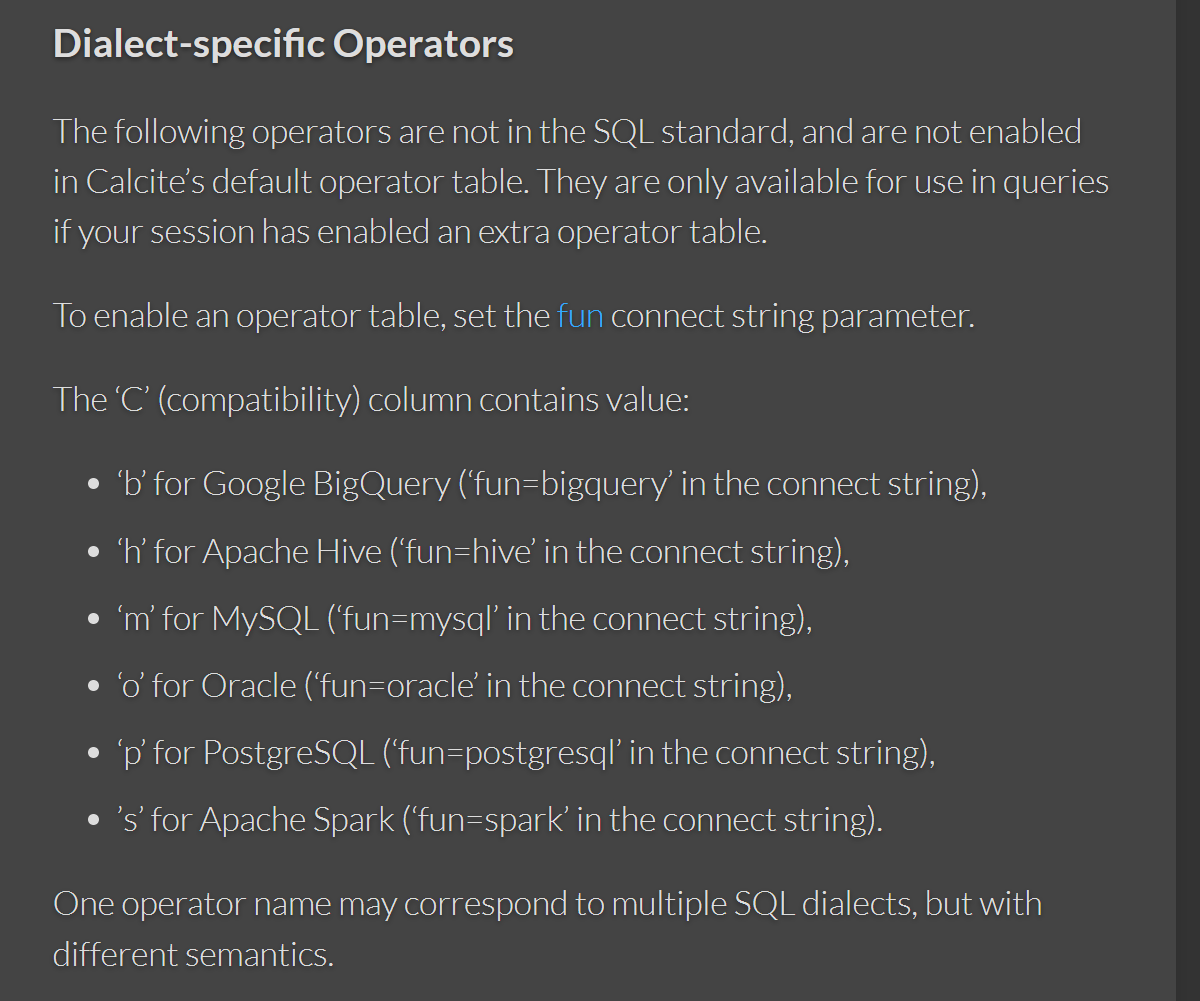 Dialect-specific Operators
The following operators are not in the SQL standard, and are not enabled
in Calcite’s default operator table. They are only available for use in queries
if your session has enabled an extra operator table.
To enable an operator table, set the fun connect string parameter.
The ‘C’ (compatibility) column contains value:
• ‘b’ for Google BigQuery (‘fun=bigquery’ in the connect string),
• ‘h’ for Apache Hive (‘fun=hive’ in the connect string),
• ‘m’ for MySQL (‘fun=mysql’ in the connect string),
• ‘o’ for Oracle (‘fun=oracle’ in the connect string),
• ‘p’ for PostgreSQL (‘fun=postgresql’ in the connect string),
• ’s’ for Apache Spark (‘fun=spark’ in the connect string).
One operator name may correspond to multiple SQL dialects, but with
different semantics.